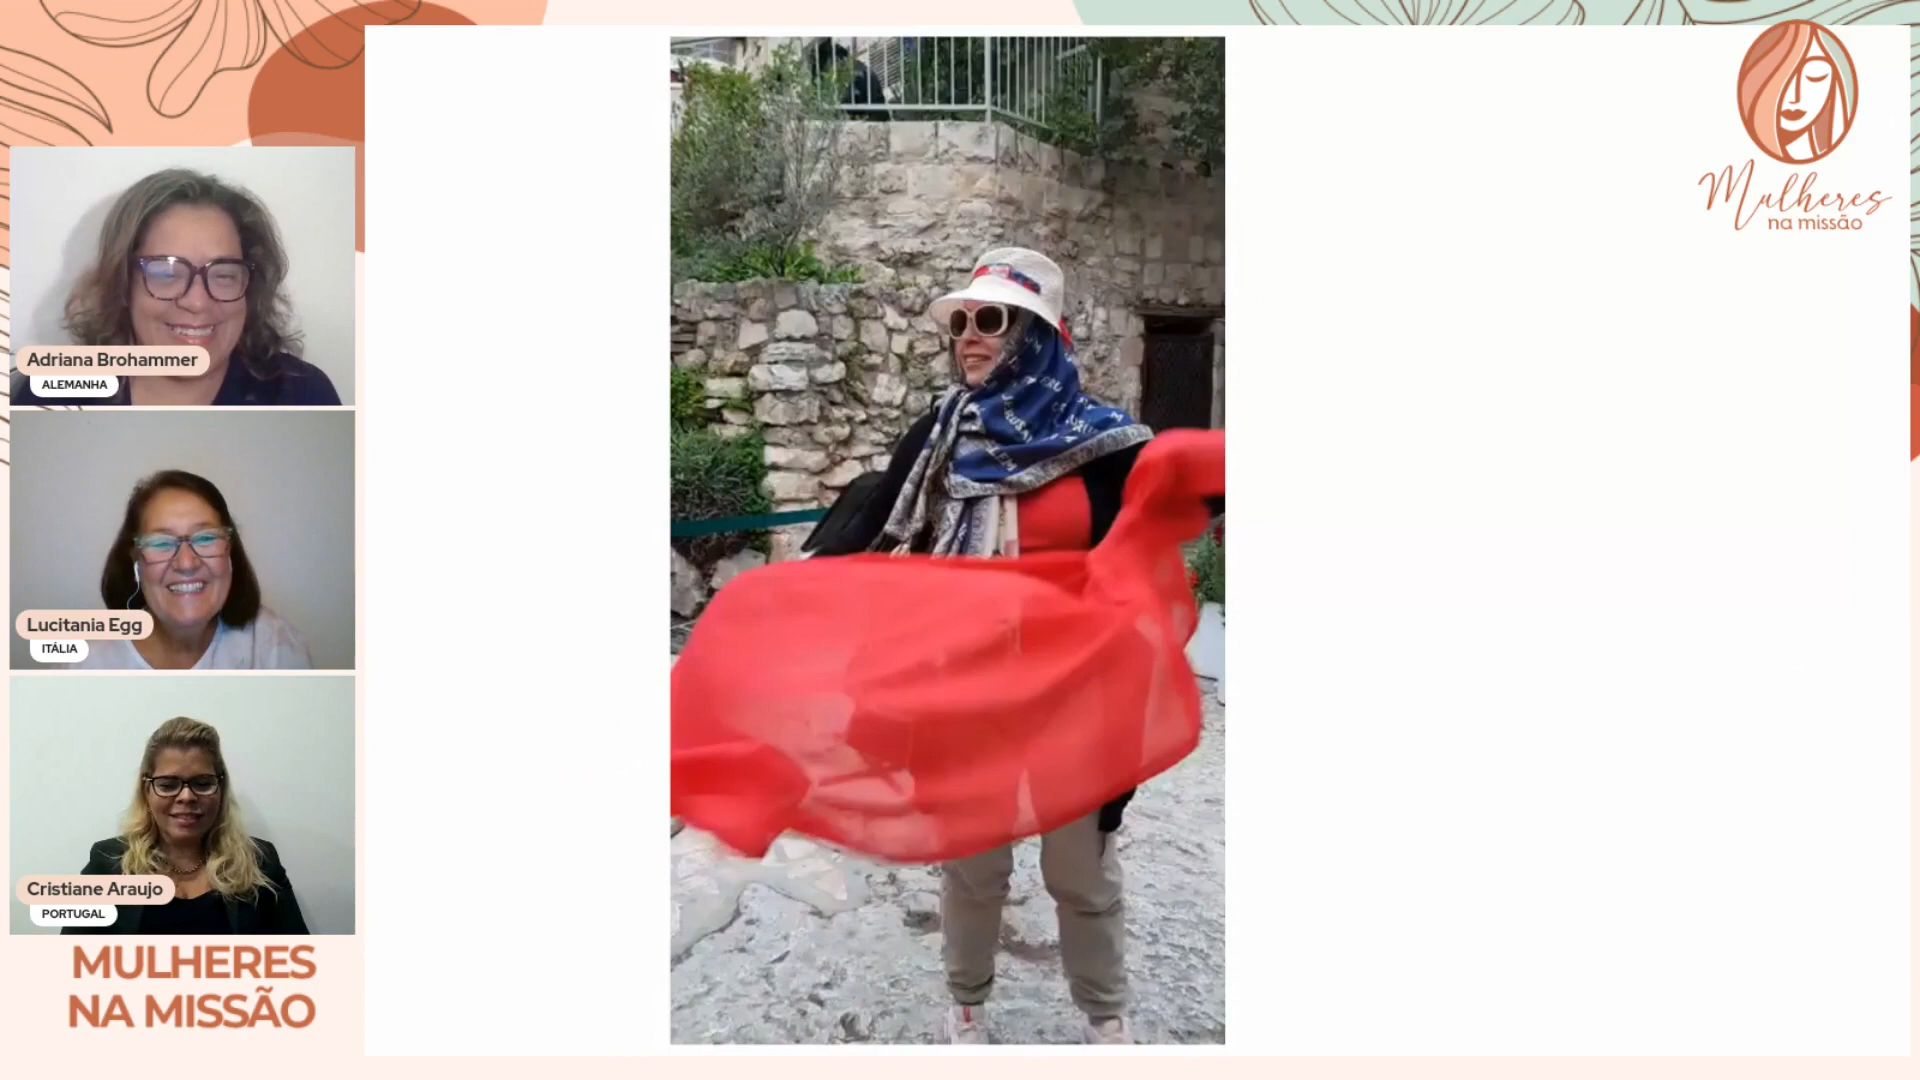 Mulheres
na missão
Adriana Brohammer
ALEMANHA
Lucitania Egg
ITÁLIA
Cristiane Araujo
PORTUGAL
MULHERES
NA MISSÃO